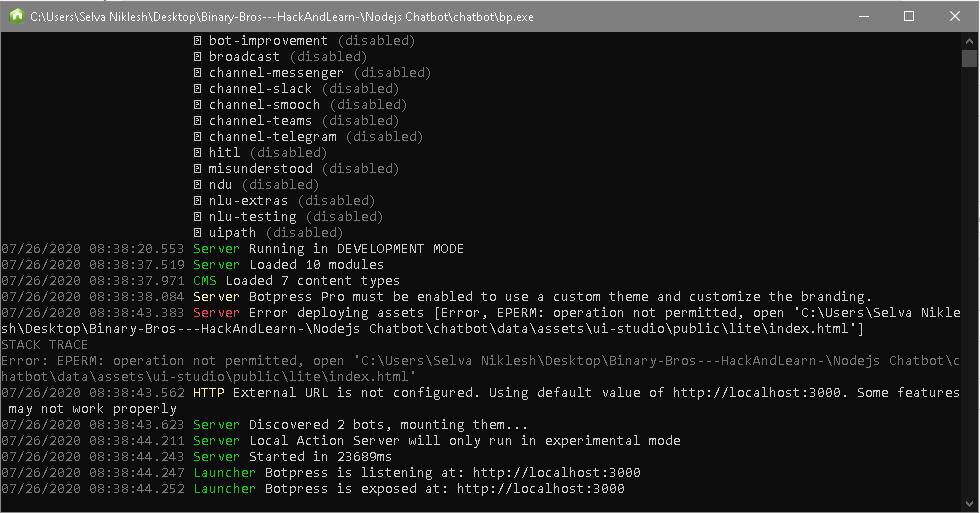 C:\Users\Selva Niklesh\Desktop\Binary-Bros---HackAndLearn-\Nodejs Chatbot\chatbot\bp.exe
bot-improvement (disabled)
broadcast (disabled)
channel-messenger (disabled)
channel-slack (disabled)
channel-smooch (disabled)
channel-teams (disabled)
channel-telegram (disabled)
hitl (disabled)
misunderstood (disabled)
ndu (disabled)
nlu-extras (disabled)
nlu-testing (disabled)
uipath (disabled)
07/26/2020 08:38:20.553 Server Running in DEVELOPMENT MODE
07/26/2020 08:38:37.519 Server Loaded 10 modules
07/26/2020 08:38:37.971 CMS Loaded 7 content types
07/26/2020 08:38:38.084 Server Botpress Pro must be enabled to use a custom theme and customize the branding.
07/26/2020 08:38:43.383 Server Error deploying assets [Error, EPERM: operation not permitted, open 'C:\Users\Selva Nikle
sh\Desktop\Binary-Bros---HackAndLearn-\Nodejs Chatbot\chatbot\data\assets\ui-studio\public\lite\index.html']
STACK TRACE
Error: EPERM: operation not permitted, open 'C:\Users\Selva Niklesh\Desktop\Binary-Bros---HackAndLearn-\Nodejs Chatbot\c
hatbot\data\assets\ui-studio\public\lite\index.html'
07/26/2020 08:38:43.562 HTTP External URL is not configured. Using default value of http://localhost:3000. Some features
may not work properly
07/26/2020 08:38:43.623 Server Discovered 2 bots, mounting them...
07/26/2020 08:38:44.211 Server Local Action Server will only run in experimental mode
07/26/2020 08:38:44.243 Server Started in 23689ms
07/26/2020 08:38:44.247 Launcher Botpress is listening at: http://localhost:3000
07/26/2020 08:38:44.252 Launcher Botpress is exposed at: http://localhost:3000